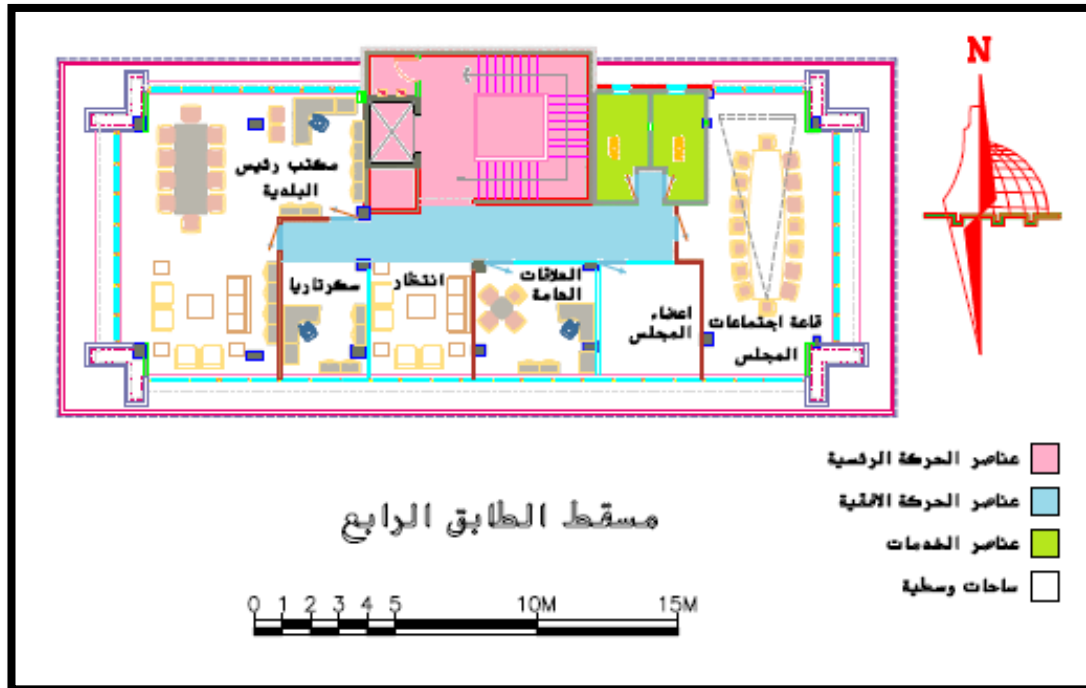 N
مكتب رئيس
البلدية
سكرتاريا
انتظار
العلاقات
العامة
اعضاء
المجلس
قاعة اجتماعات
المجلس
عناصر الحركة الرئسية
عناصر الحركة الافقية
عناصر الخدمات
ساحات وسطية
مسقط الطابق الرابع
0 1 2 3 4 5 10M 15M